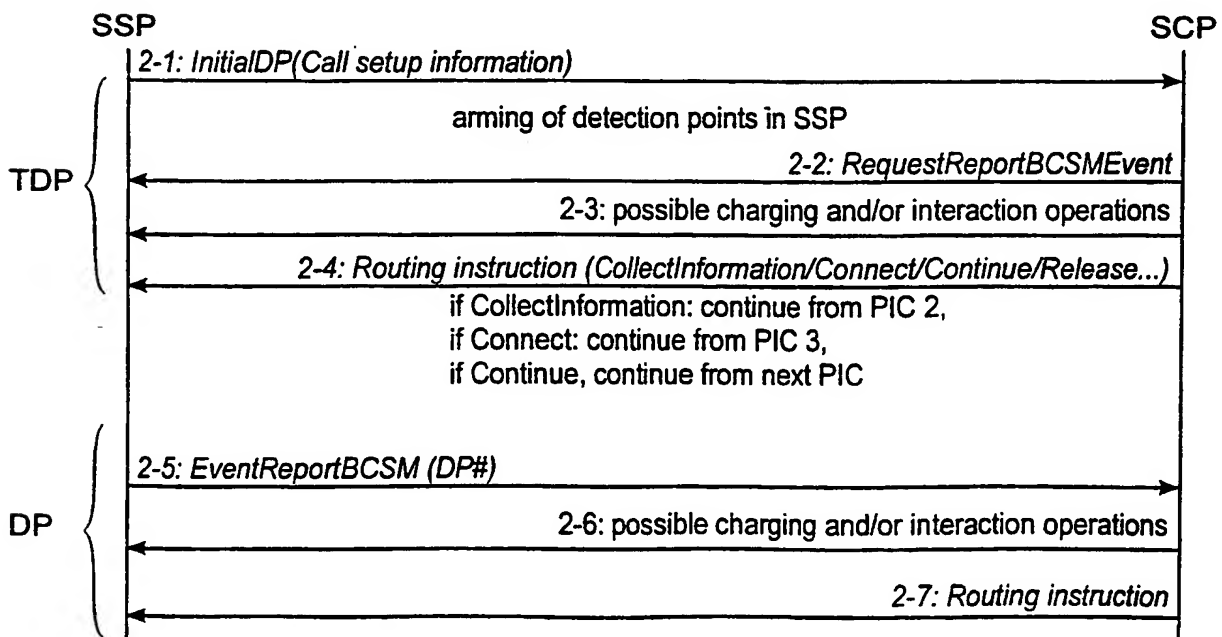 SSP
SCP
2-1: InitialDP(Call setup information)
arming of detection points in SSP
TDP
2-2: RequestReportBCSMEvent
2-3: possible charging and/or interaction operations
2-4: Routing instruction (CollectInformation/Connect/Continue/Release...)
if CollectInformation: continue from PIC 2,
if Connect: continue from PIC 3,
if Continue, continue from next PIC
2-5: EventReportBCSM (DP#)
DP
2-6: possible charging and/or interaction operations
2-7: Routing instruction